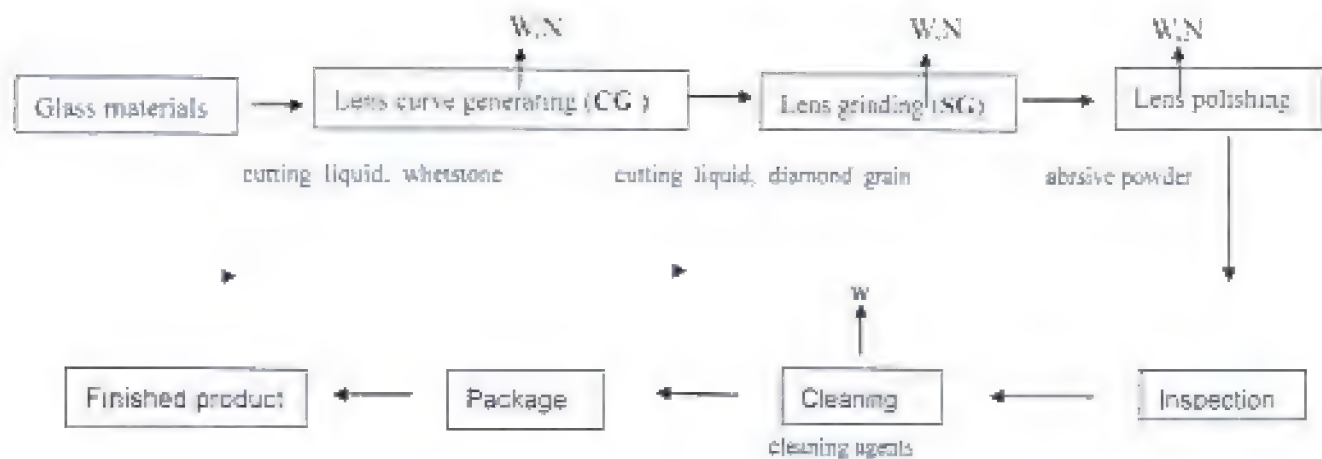 W,N
W,N
W,N
Glass materials
Lens curve generating (CG )
Lens grinding (SG)
Lens polishing
cutting liquid, whetstone
cutting liquid, diamond grain
abrsive powder
w
Finished product
Package
Cleaning
Inspection
cleaning agents